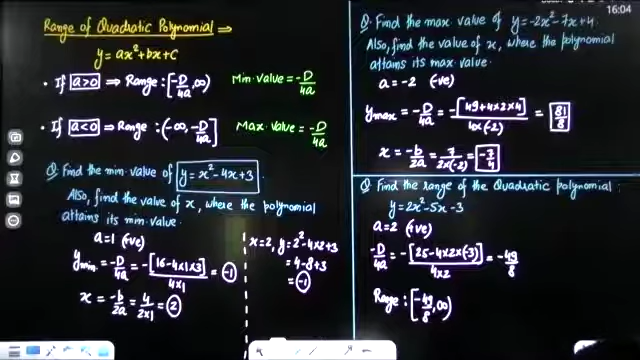 Range of Quadratic Polynomial ⇒
y = ax² + bx + c
• If a>0 ⇒ Range : [-D/4a, ∞) Min. value = -D/4a
• If a<0 ⇒ Range : (-∞, -D/4a] Max. value = -D/4a
Q. Find the min. value of y = x² - 4x + 3.
Also, find the value of x, where the polynomial
attains its min. value.
a = 1 (+ve)
y min = -D/4a = -[16 - 4×1×3]/4×1 = -1
x = -b/2a = 4/2×1 = 2
x = 2, y = 2² - 4×2 + 3
= 4 - 8 + 3
= -1
16:04
Q. Find the max. value of y = -2x² - 7x + 4.
Also, find the value of x, where the polynomial
attains its max. value.
a = -2 (-ve)
y max = -D/4a = -[49 + 4×2×4]/4×(-2) = 81/8
x = -b/2a = 7/2×(-2) = -7/4
Q. Find the range of the Quadratic polynomial :
y = 2x² - 5x - 3
a = 2 (+ve)
-D/4a = -[25 - 4×2×(-3)]/4×2 = -49/8
Range : [-49/8, ∞)